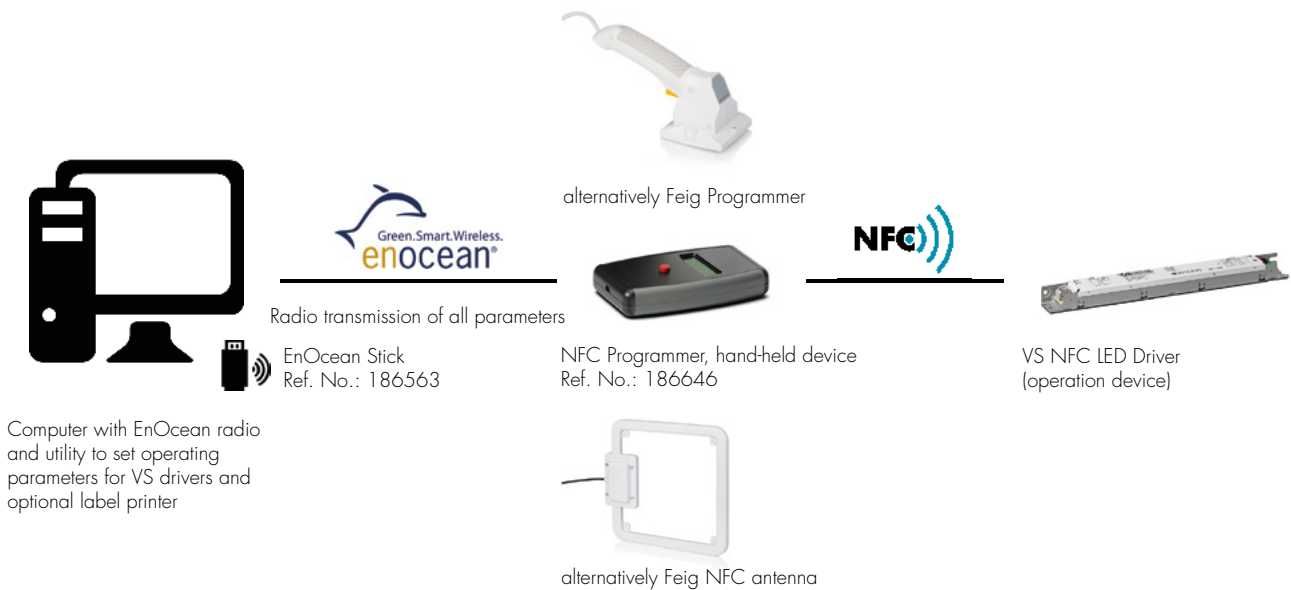 alternatively Feig Programmer
Green.Smart.Wireless.
enocean®
NFC
Radio transmission of all parameters
EnOcean Stick
Ref. No.: 186563
NFC Programmer, hand-held device
Ref. No.: 186646
VS NFC LED Driver
(operation device)
Computer with EnOcean radio
and utility to set operating
parameters for VS drivers and
optional label printer
alternatively Feig NFC antenna